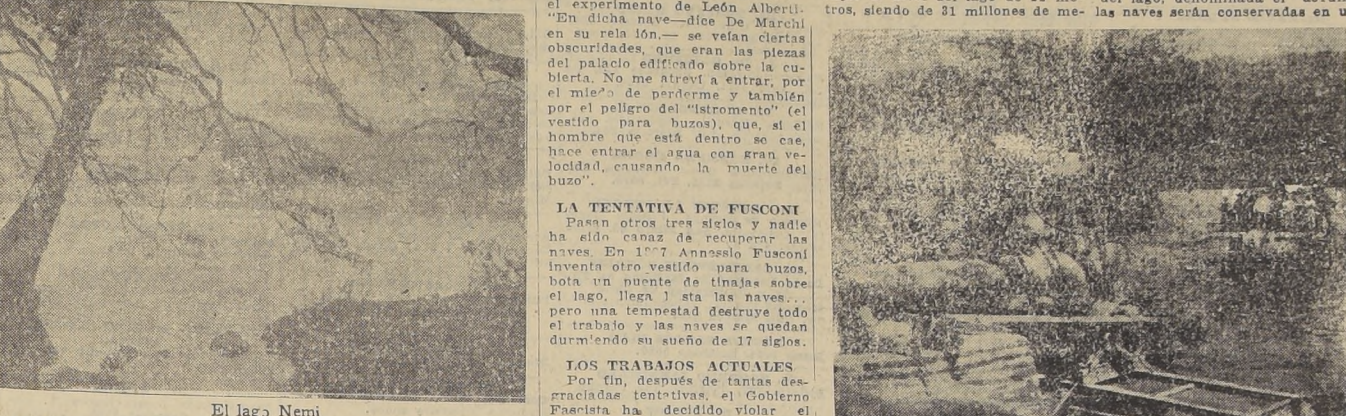 el experimento de León Alberti.
"En dicha nave—dice De Marchi
en su rela ión,— se veían ciertas
obscuridades, que eran las piezas
del palacio edificado sobre la cu-
bierta. No me atreví a entrar, por
el de perderme y también
por el peligro del "istromento" (el
vestido para buzos), que, si el
hombre que está dentro se cae,
hace entrar el agua con gran ve-
locidad, causando la muerte del
buzo".
LA TENTATIVA DE FUSCONI
Pasan otros tres siglos y nadie
ha sido capaz de recuperar las
naves. En Annessio Fusconi
inventa otro vestido para buzos,
bota un puente de tinajas sobre
el lago, llega sta las naves...
pero una tempestad destruye todo
el trabajo y las naves se quedan
durmiendo su sueño de 17 siglos.
LOS TRABAJOS ACTUALES
Por fin, después de tantas des-
graciadas tentativas, el Gobierno
Fascista ha decidido violar el
tros, siendo de 31 millones de me-
las naves serán conservadas en u
El lago Nemi